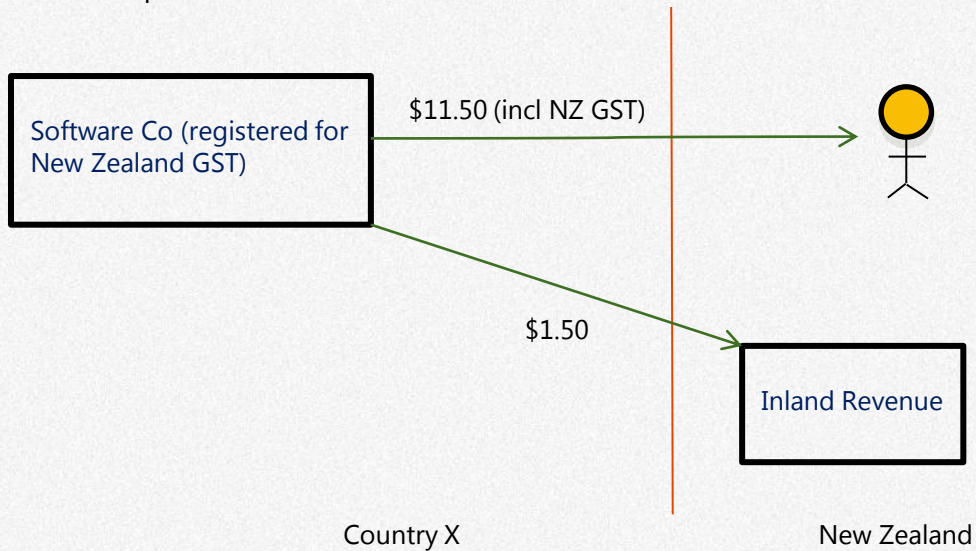 $11.50 (incl NZ GST)
Software Co (registered for
New Zealand GST)
$1.50
Inland Revenue
Country X
New Zealand